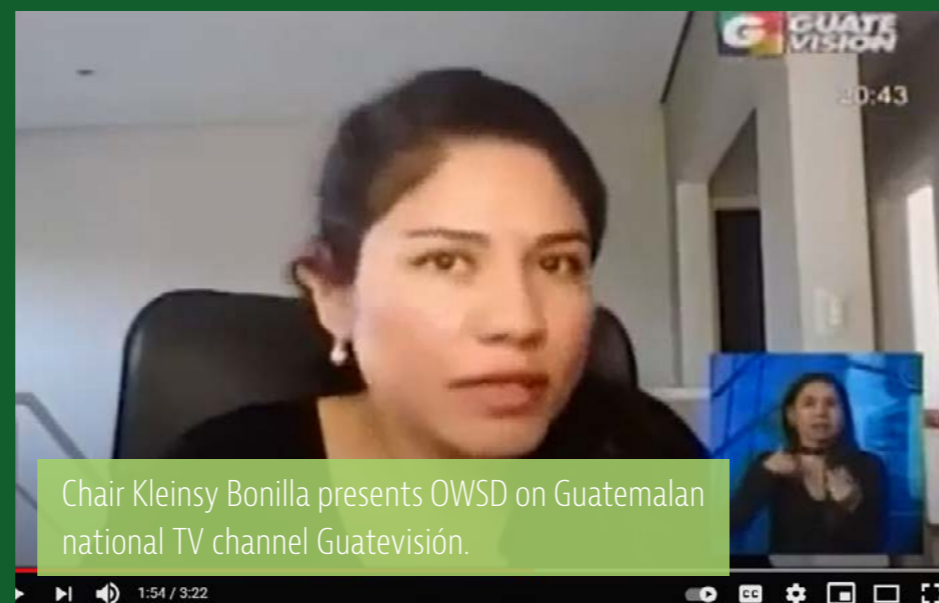 G GUATE
VISION
20:43
Chair Kleinsy Bonilla presents OWSD on Guatemalan
national TV channel Guatevisión.
1:54 / 3:22
CC